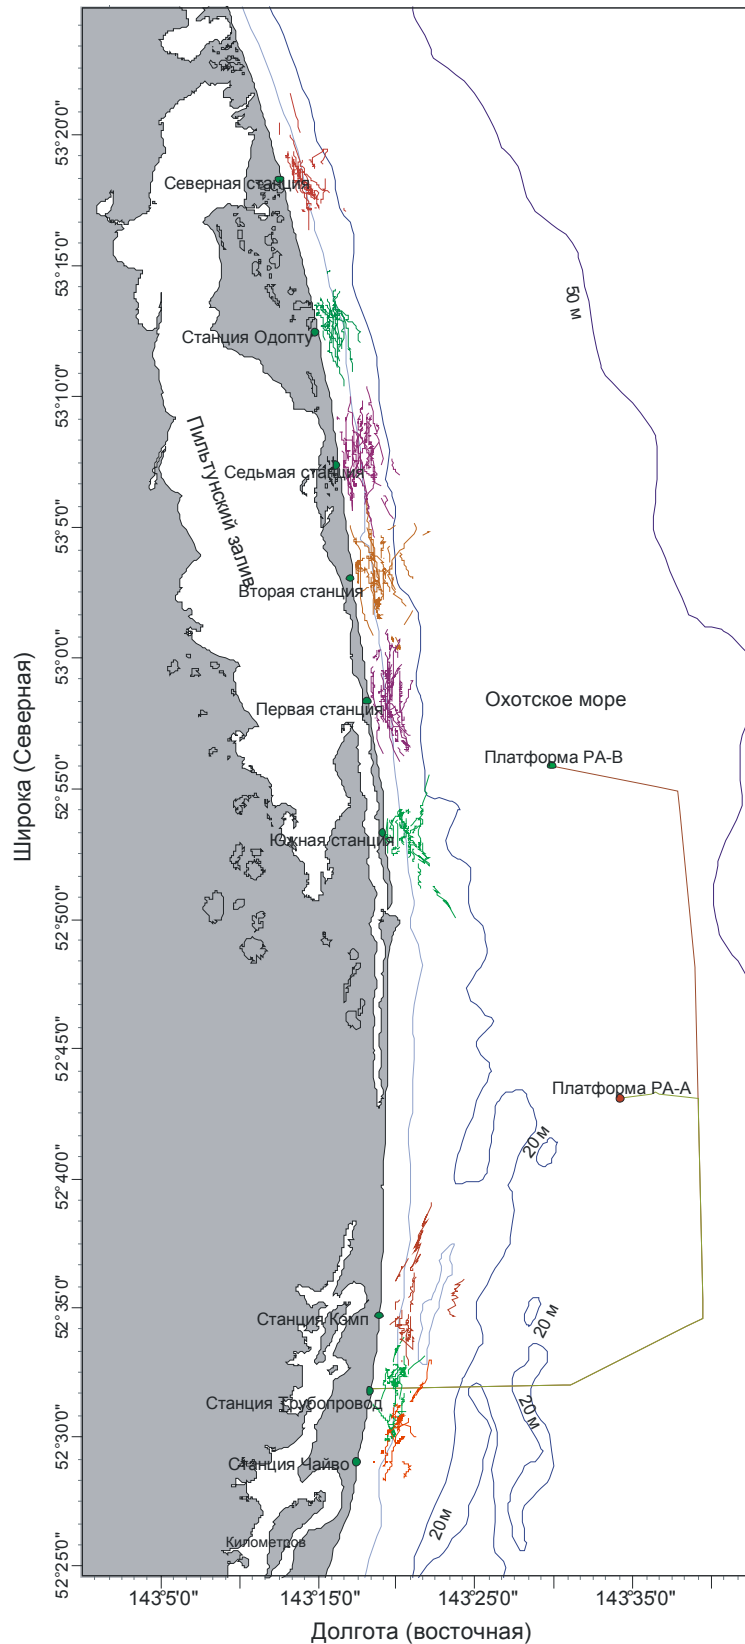 53°20'0"
Северная станция
53°15'0"
50 м
Станция Одопту
53°10'0"
Пильтунский залив
Седьмая станция
53°5'0"
Вторая станция
53°0'0"
Охотское море
Первая станция
Платформа PA-B
52°55'0"
Широка (Северная)
Южная станция
52°50'0"
52°45'0"
Платформа PA-A
20 м
52°40'0"
52°35'0"
Станция Кэмп
20 м
Станция Трубопровод
20 м
52°30'0"
Станция Чайво
20 м
Километров
52°25'0"
143°5'0"
143°15'0"
143°25'0"
143°35'0"
Долгота (восточная)